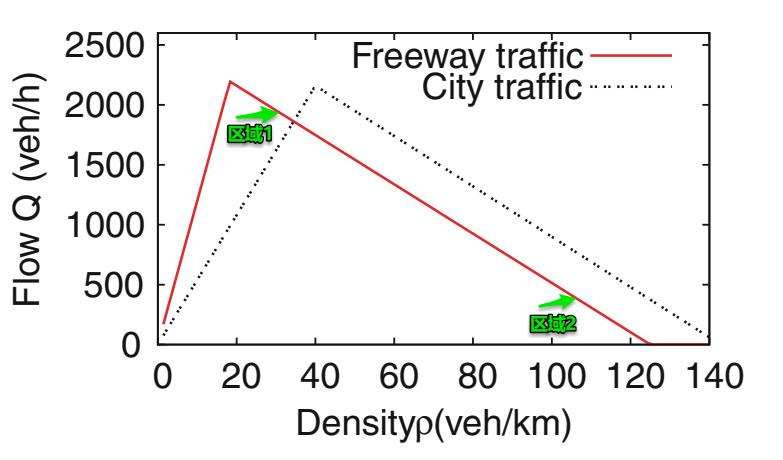 Flow Q (veh/h)
2500
2000
1500
1000
500
0
Freeway traffic
City traffic
区域1
区域2
0 20 40 60 80 100 120 140
Densityρ(veh/km)